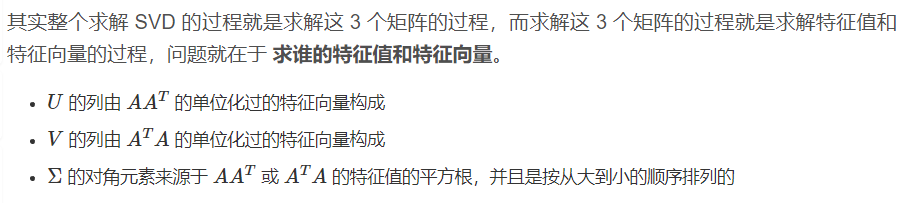 其实整个求解 SVD 的过程就是求解这 3 个矩阵的过程，而求解这 3 个矩阵的过程就是求解特征值和
特征向量的过程，问题就在于 求谁的特征值和特征向量。
• U 的列由 AA^T 的单位化过的特征向量构成
• V 的列由 A^T A 的单位化过的特征向量构成
• Σ 的对角元素来源于 AA^T 或 A^T A 的特征值的平方根，并且是按从大到小的顺序排列的